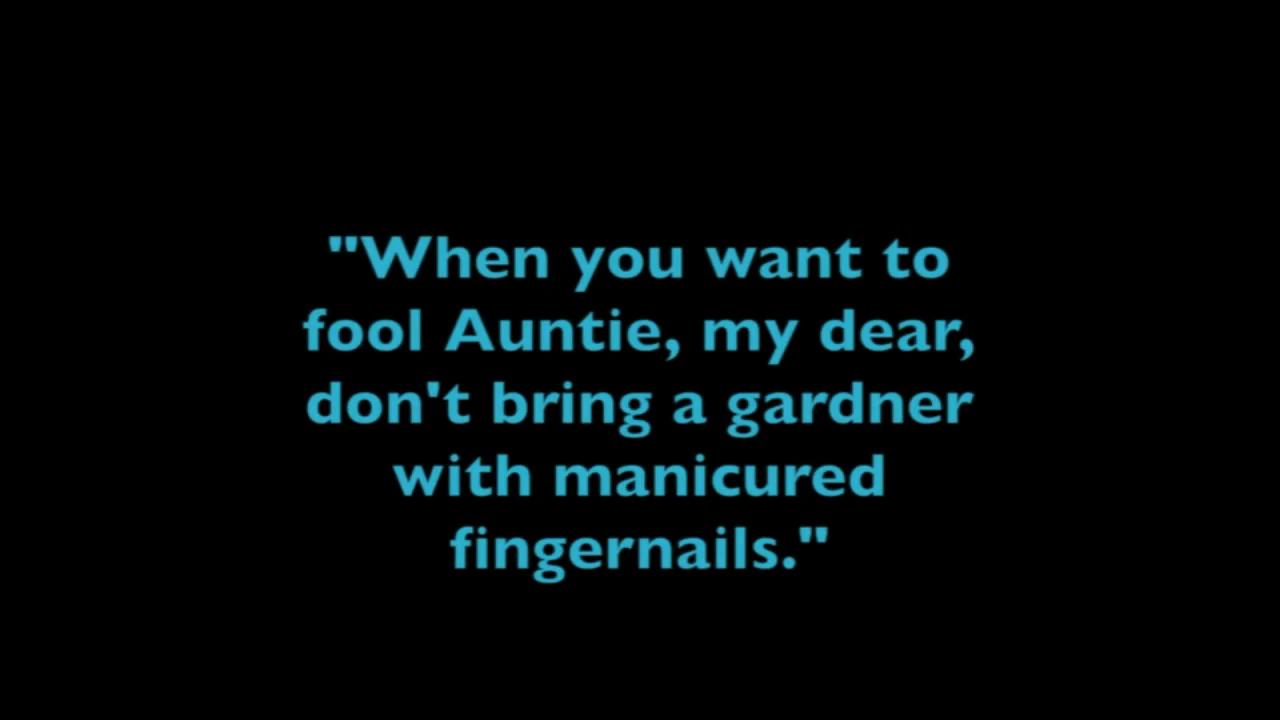 "When you want to
fool Auntie, my dear,
don't bring a gardner
with manicured
fingernails."